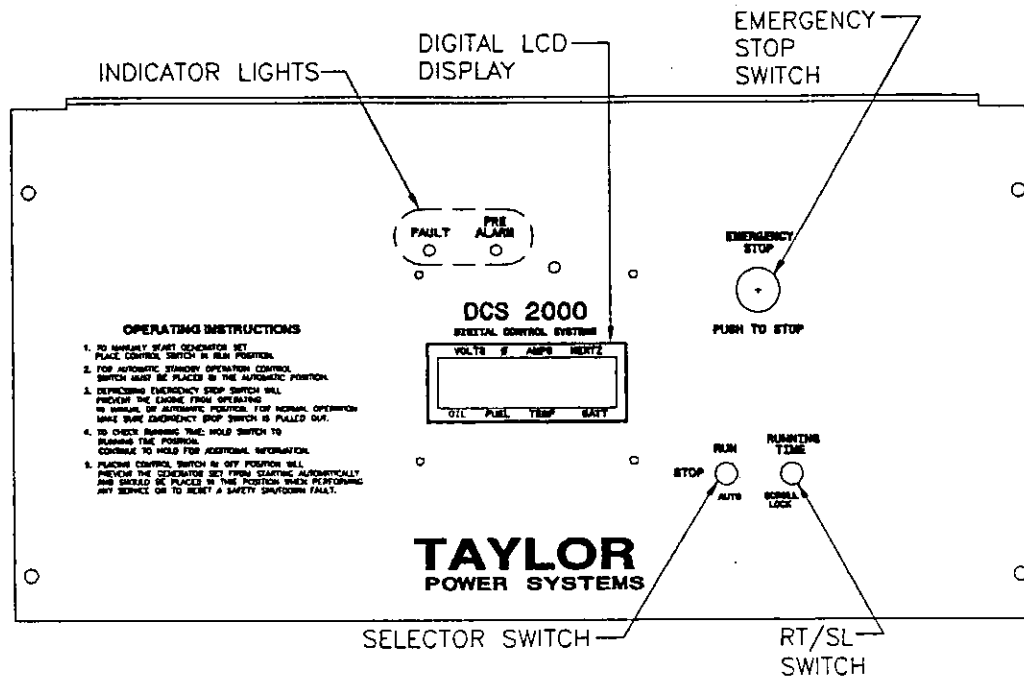 EMERGENCY
STOP
SWITCH
DIGITAL LCD
DISPLAY
INDICATOR LIGHTS
FAULT
PRE
ALARM
EMERGENCY
STOP
PUSH TO STOP
DCS 2000
DIGITAL CONTROL SYSTEMS
VOLTS Ø AMPS HERTZ
OIL FUEL TEMP BATT
OPERATING INSTRUCTIONS
1. TO MANUALLY START GENERATOR SET
PLACE CONTROL SWITCH IN RUN POSITION.
2. FOR AUTOMATIC STANDBY OPERATION CONTROL
SWITCH MUST BE PLACED IN THE AUTOMATIC POSITION.
3. DEPRESSING EMERGENCY STOP SWITCH WILL
PREVENT THE ENGINE FROM OPERATING
IN MANUAL OR AUTOMATIC POSITION. FOR NORMAL OPERATION
MAKE SURE EMERGENCY STOP SWITCH IS PULLED OUT.
4. TO CHECK RUNNING TIME: HOLD SWITCH TO
RUNNING TIME POSITION.
CONTINUE TO HOLD FOR ADDITIONAL INFORMATION.
5. PLACING CONTROL SWITCH IN OFF POSITION WILL
PREVENT THE GENERATOR SET FROM STARTING AUTOMATICALLY
AND SHOULD BE PLACED IN THIS POSITION WHEN PERFORMING
ANY SERVICE OR TO RESET A SAFETY SHUTDOWN FAULT.
RUN
STOP
AUTO
RUNNING
TIME
SCROLL
LOCK
TAYLOR
POWER SYSTEMS
SELECTOR SWITCH
RT/SL
SWITCH